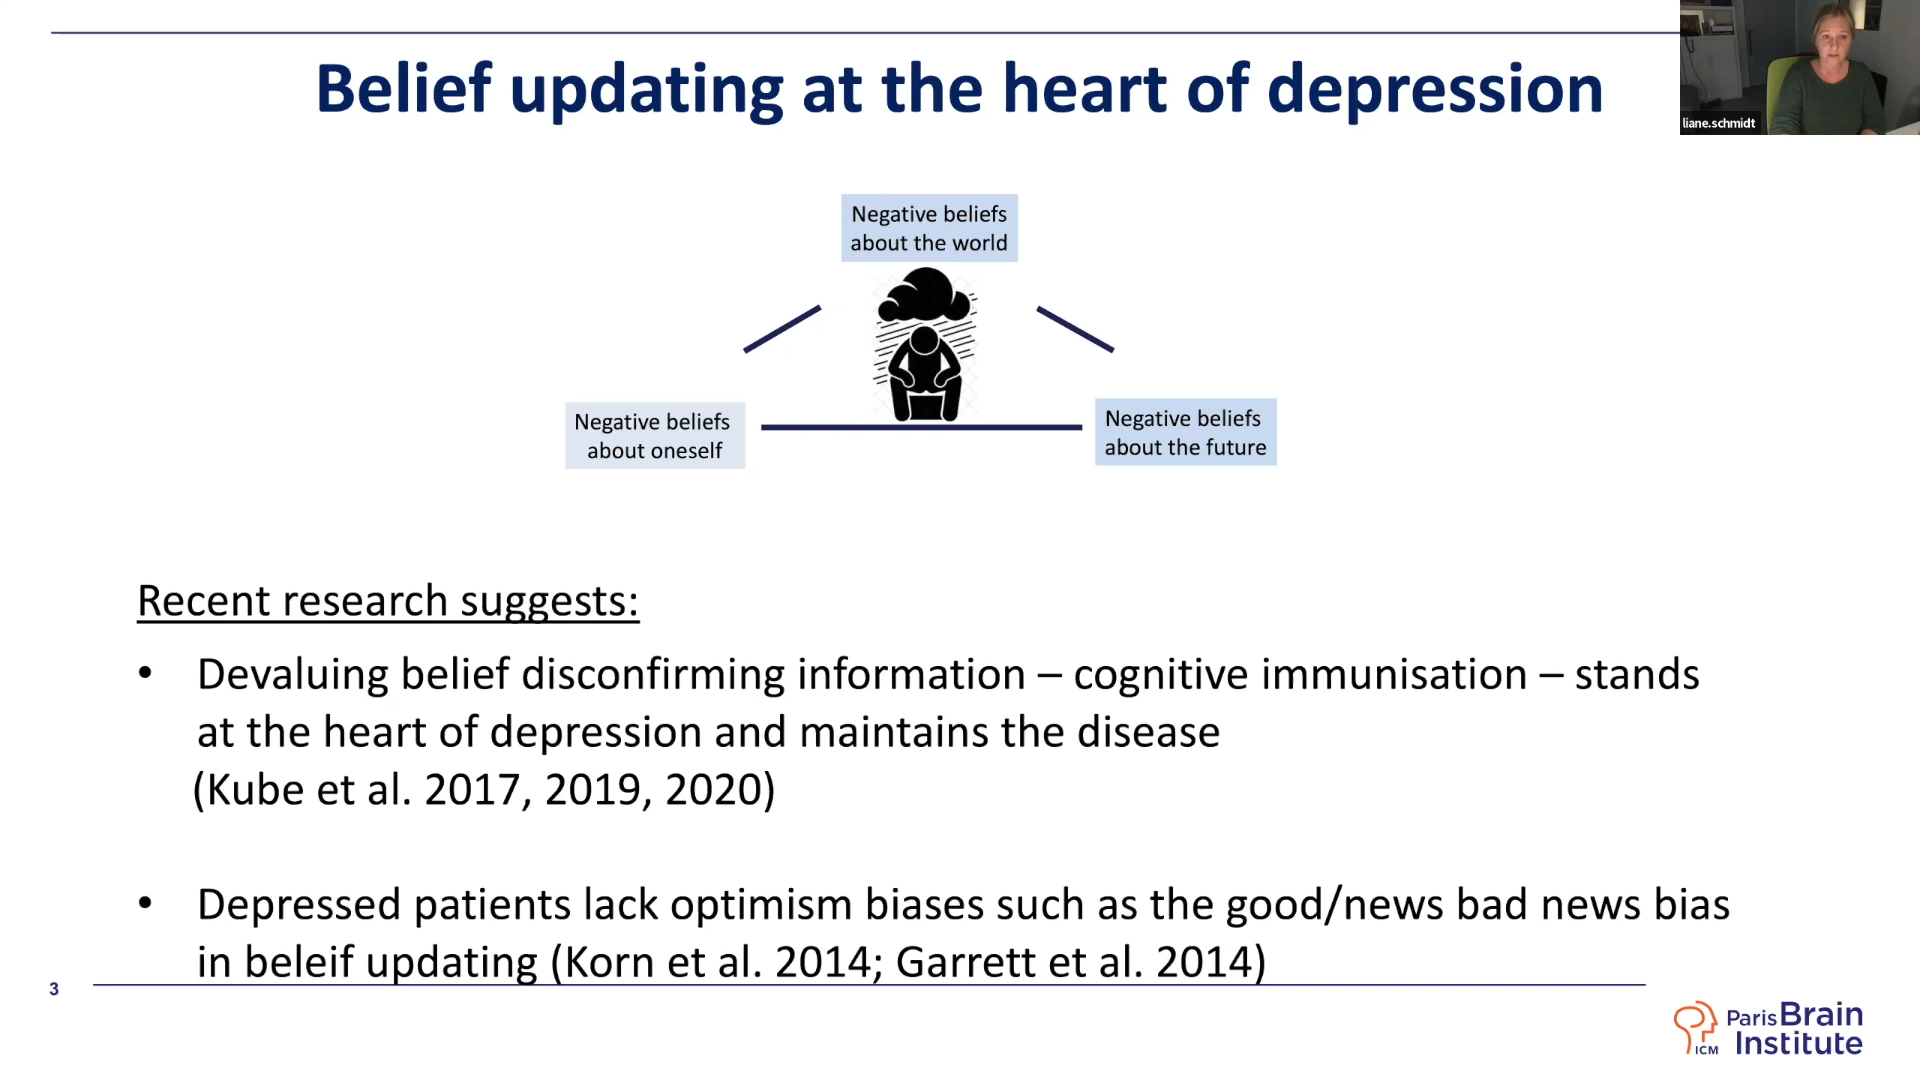 Belief updating at the heart of depression
liane.schmidt
Negative beliefs
about the world
Negative beliefs
about oneself
Negative beliefs
about the future
Recent research suggests:
• Devaluing belief disconfirming information – cognitive immunisation – stands
at the heart of depression and maintains the disease
(Kube et al. 2017, 2019, 2020)
• Depressed patients lack optimism biases such as the good/news bad news bias
in beleif updating (Korn et al. 2014; Garrett et al. 2014)
3
ICM
Paris Brain
Institute